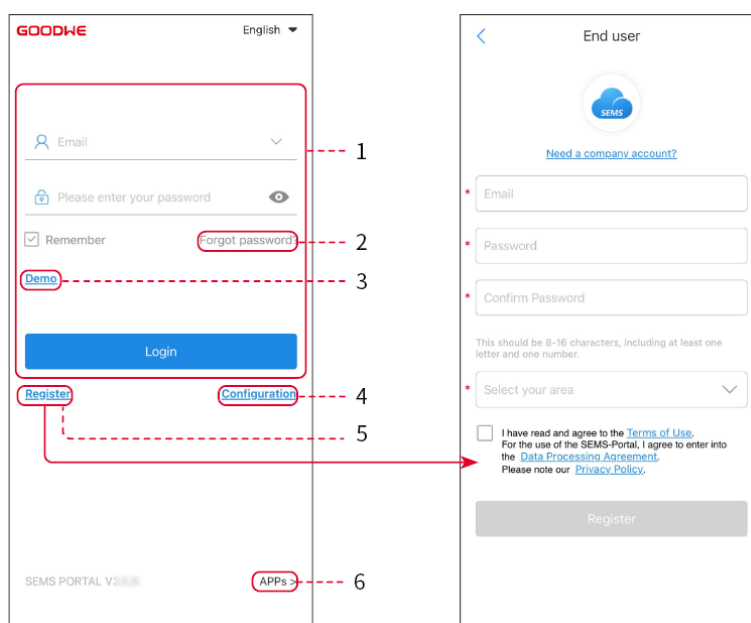 GOODWE
English
Email
1
Please enter your password
Remember
Forgot password?
2
Demo
3
Login
Register
Configuration
4
5
SEMS PORTAL
APPs >
6
End user
SEMS
Need a company account?
* Email
* Password
* Confirm Password
This should be 8-16 characters, including at least one
letter and one number.
* Select your area
I have read and agree to the Terms of Use.
For the use of the SEMS-Portal, I agree to enter into
the Data Processing Agreement.
Please note our Privacy Policy.
Register